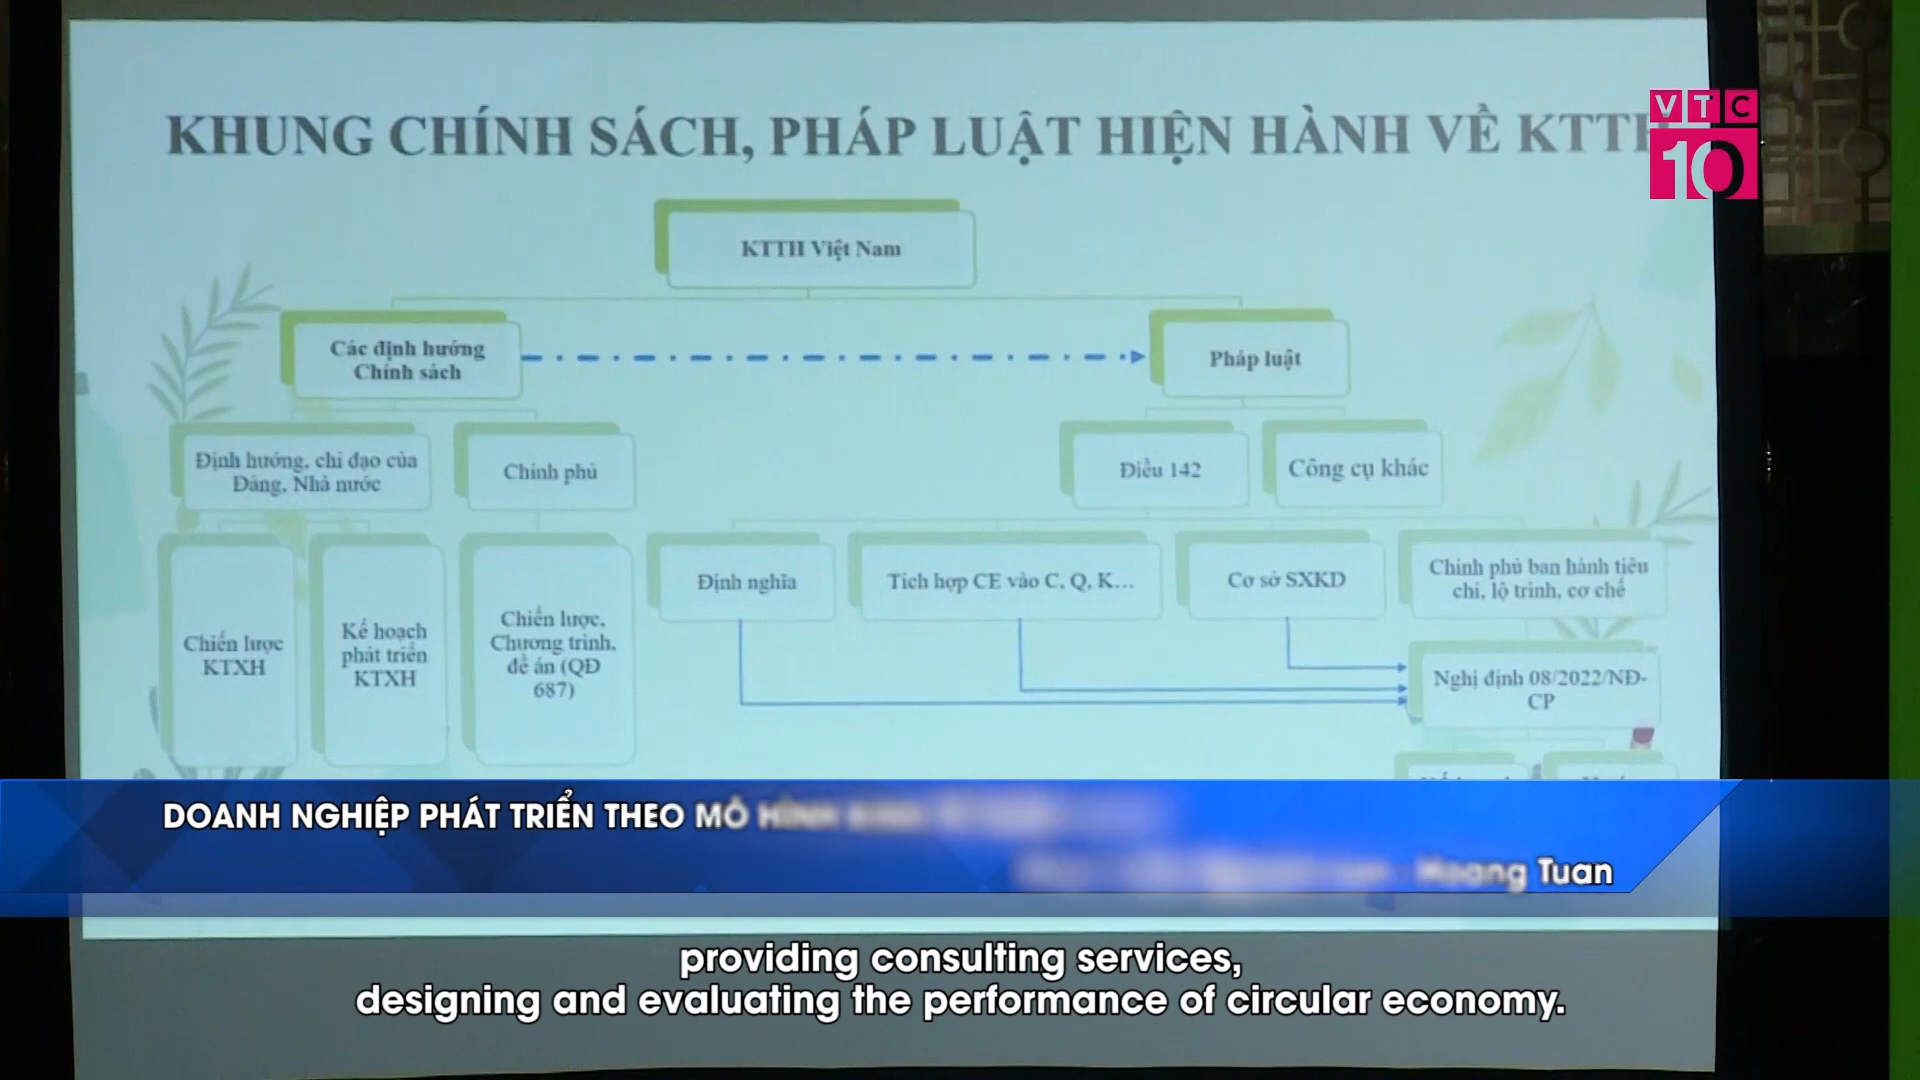 KHUNG CHÍNH SÁCH, PHÁP LUẬT HIỆN HÀNH VỀ KTTH
VTC
10
KTTH Việt Nam
Các định hướng
Chính sách
Pháp luật
Định hướng, chỉ đạo của
Đảng, Nhà nước
Chính phủ
Điều 142
Công cụ khác
Chiến lược
KTXH
Kế hoạch
phát triển
KTXH
Chiến lược,
Chương trình,
đề án (QĐ
687)
Định nghĩa
Tích hợp CE vào C, Q, K...
Cơ sở SXKD
Chính phủ ban hành tiêu
chí, lộ trình, cơ chế
Nghị định 08/2022/NĐ-
CP
DOANH NGHIỆP PHÁT TRIỂN THEO MÔ HÌNH
Hoang Tuan
providing consulting services,
designing and evaluating the performance of circular economy.